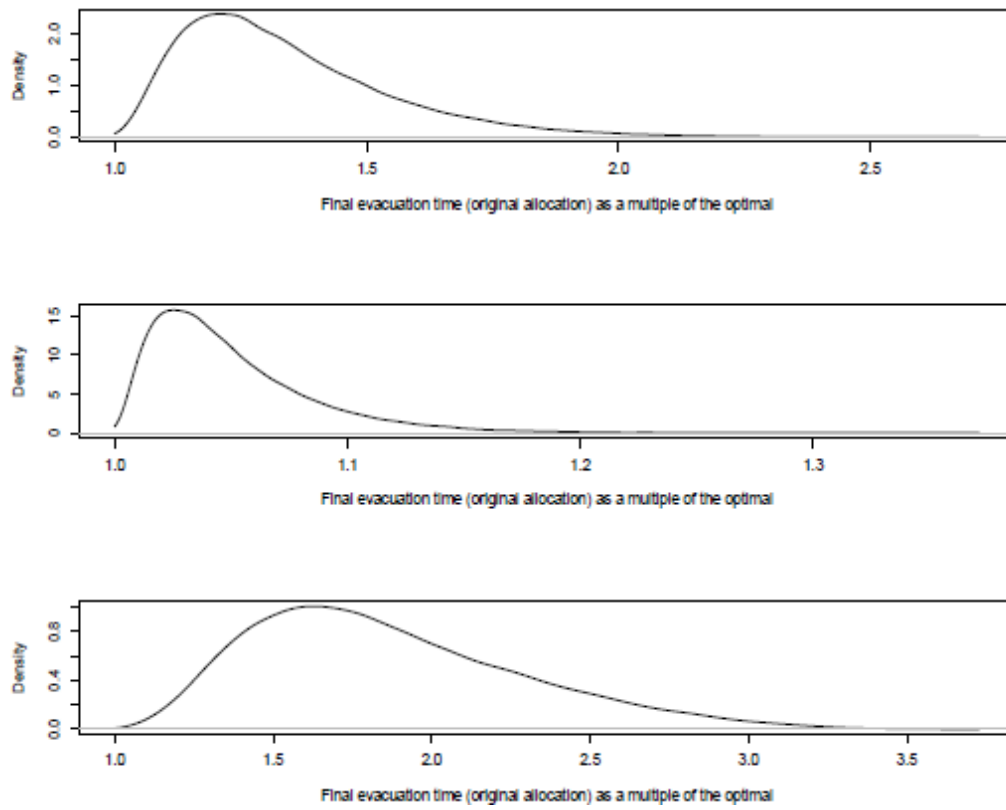 Density
2.0
1.0
0.0
1.0 1.5 2.0 2.5
Final evacuation time (original allocation) as a multiple of the optimal
Density
15
10
5
0
1.0 1.1 1.2 1.3
Final evacuation time (original allocation) as a multiple of the optimal
Density
0.8
0.4
0.0
1.0 1.5 2.0 2.5 3.0 3.5
Final evacuation time (original allocation) as a multiple of the optimal